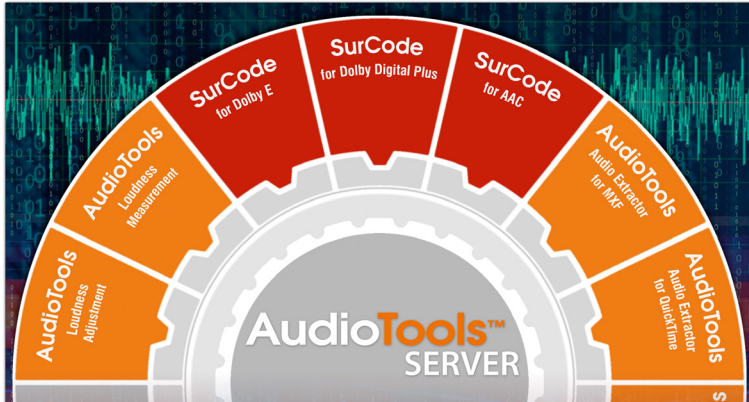 AudioTools
Loudness
Adjustment
AudioTools
Loudness
Measurement
SurCode
for Dolby E
SurCode
for Dolby Digital Plus
SurCode
for AAC
AudioTools
Audio Extractor
for MXF
AudioTools
Audio Extractor
for QuickTime
S
AudioTools™
SERVER